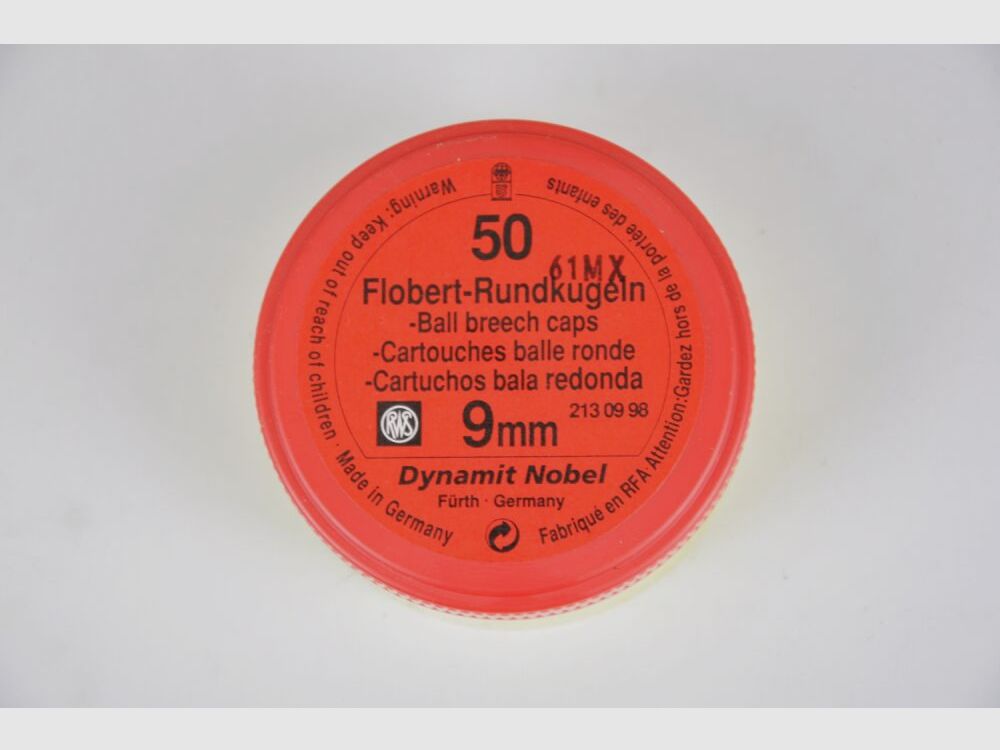 50
61MX
Flobert-Rundkugeln
-Ball breech caps
-Cartouches balle ronde
-Cartuchos bala redonda
RWS
9mm
213 09 98
Dynamit Nobel
Fürth · Germany
Warning: Keep out of reach of children · Made in Germany
Fabriqué en RFA Attention:Gardez hors de la portée des enfants